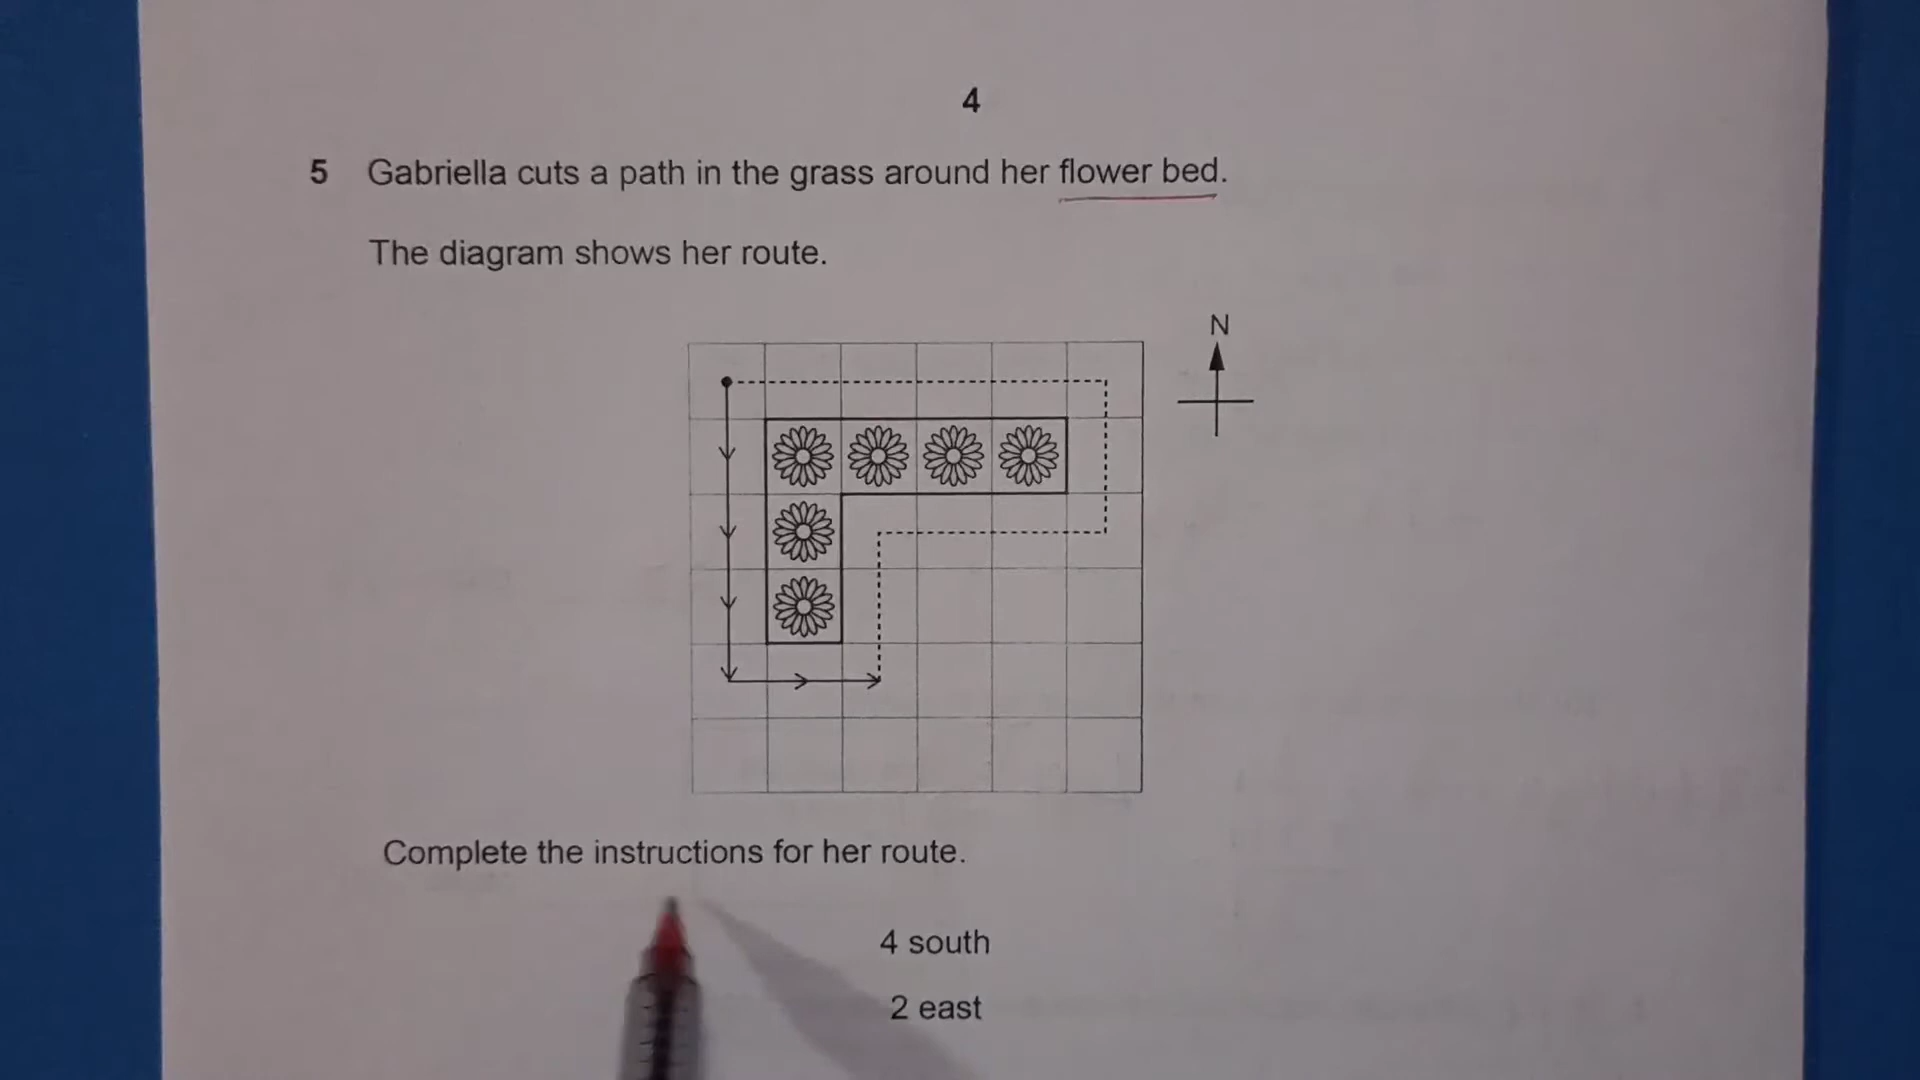 4
5 Gabriella cuts a path in the grass around her flower bed.
The diagram shows her route.
N
Complete the instructions for her route.
4 south
2 east